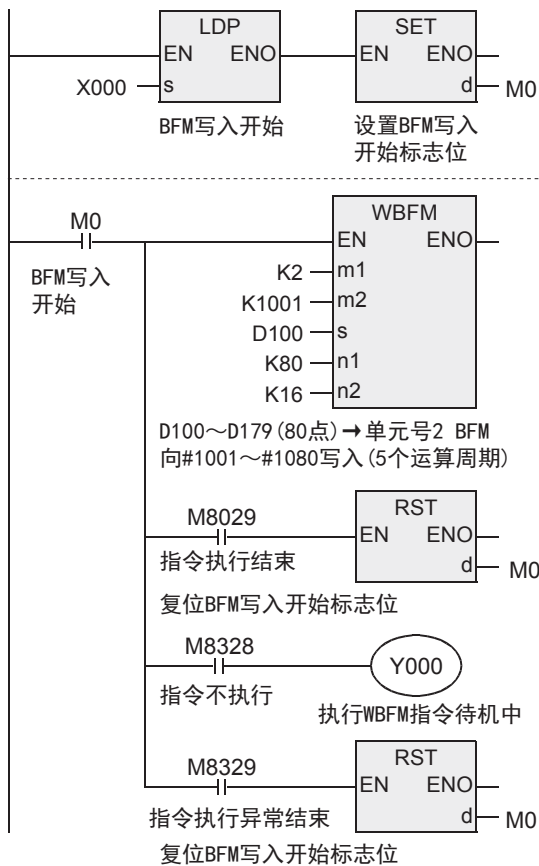 LDP
EN ENO
X000 s
BFM写入开始
SET
EN ENO
d M0
设置BFM写入
开始标志位
M0
BFM写入
开始
WBFM
EN ENO
K2 m1
K1001 m2
D100 s
K80 n1
K16 n2
D100～D179(80点)➞单元号2 BFM
向#1001～#1080写入(5个运算周期)
M8029
指令执行结束
RST
EN ENO
d M0
复位BFM写入开始标志位
M8328
指令不执行
Y000
执行WBFM指令待机中
M8329
指令执行异常结束
RST
EN ENO
d M0
复位BFM写入开始标志位